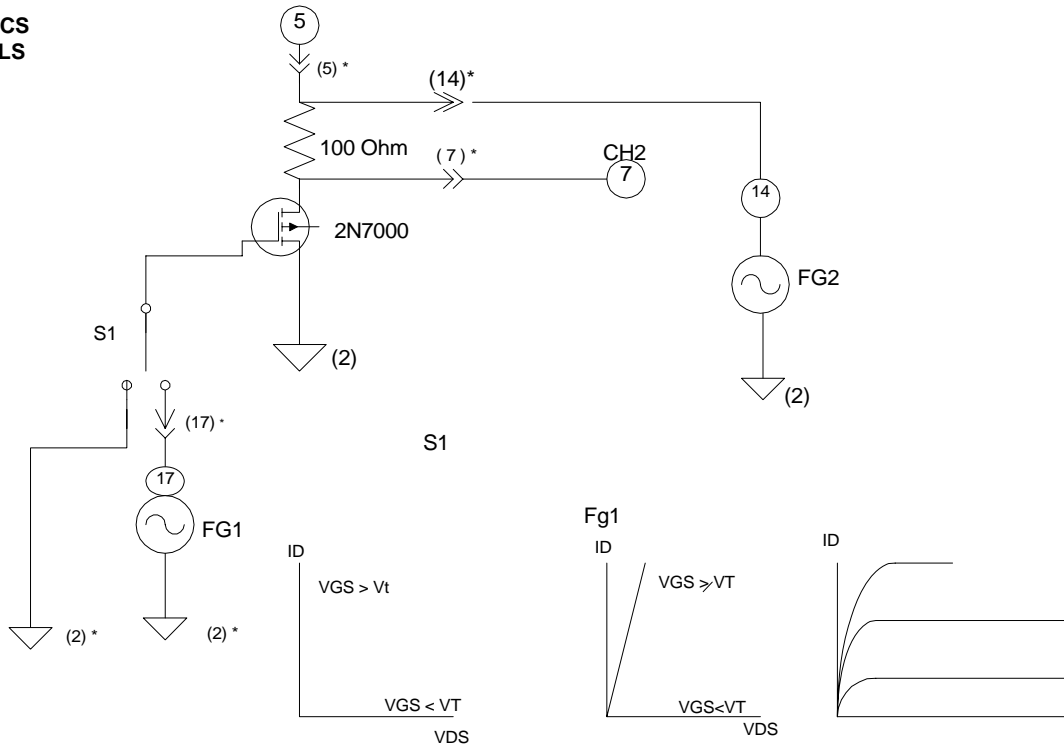 CS
LS
5
(5) *
(14)*
100 Ohm
(7) *
CH2
7
14
2N7000
FG2
S1
(2)
(2)
(17) *
S1
17
FG1
Fg1
ID
ID
ID
VGS > Vt
VGS ≥ VT
(2) *
(2) *
VGS < VT
VGS<VT
VDS
VDS